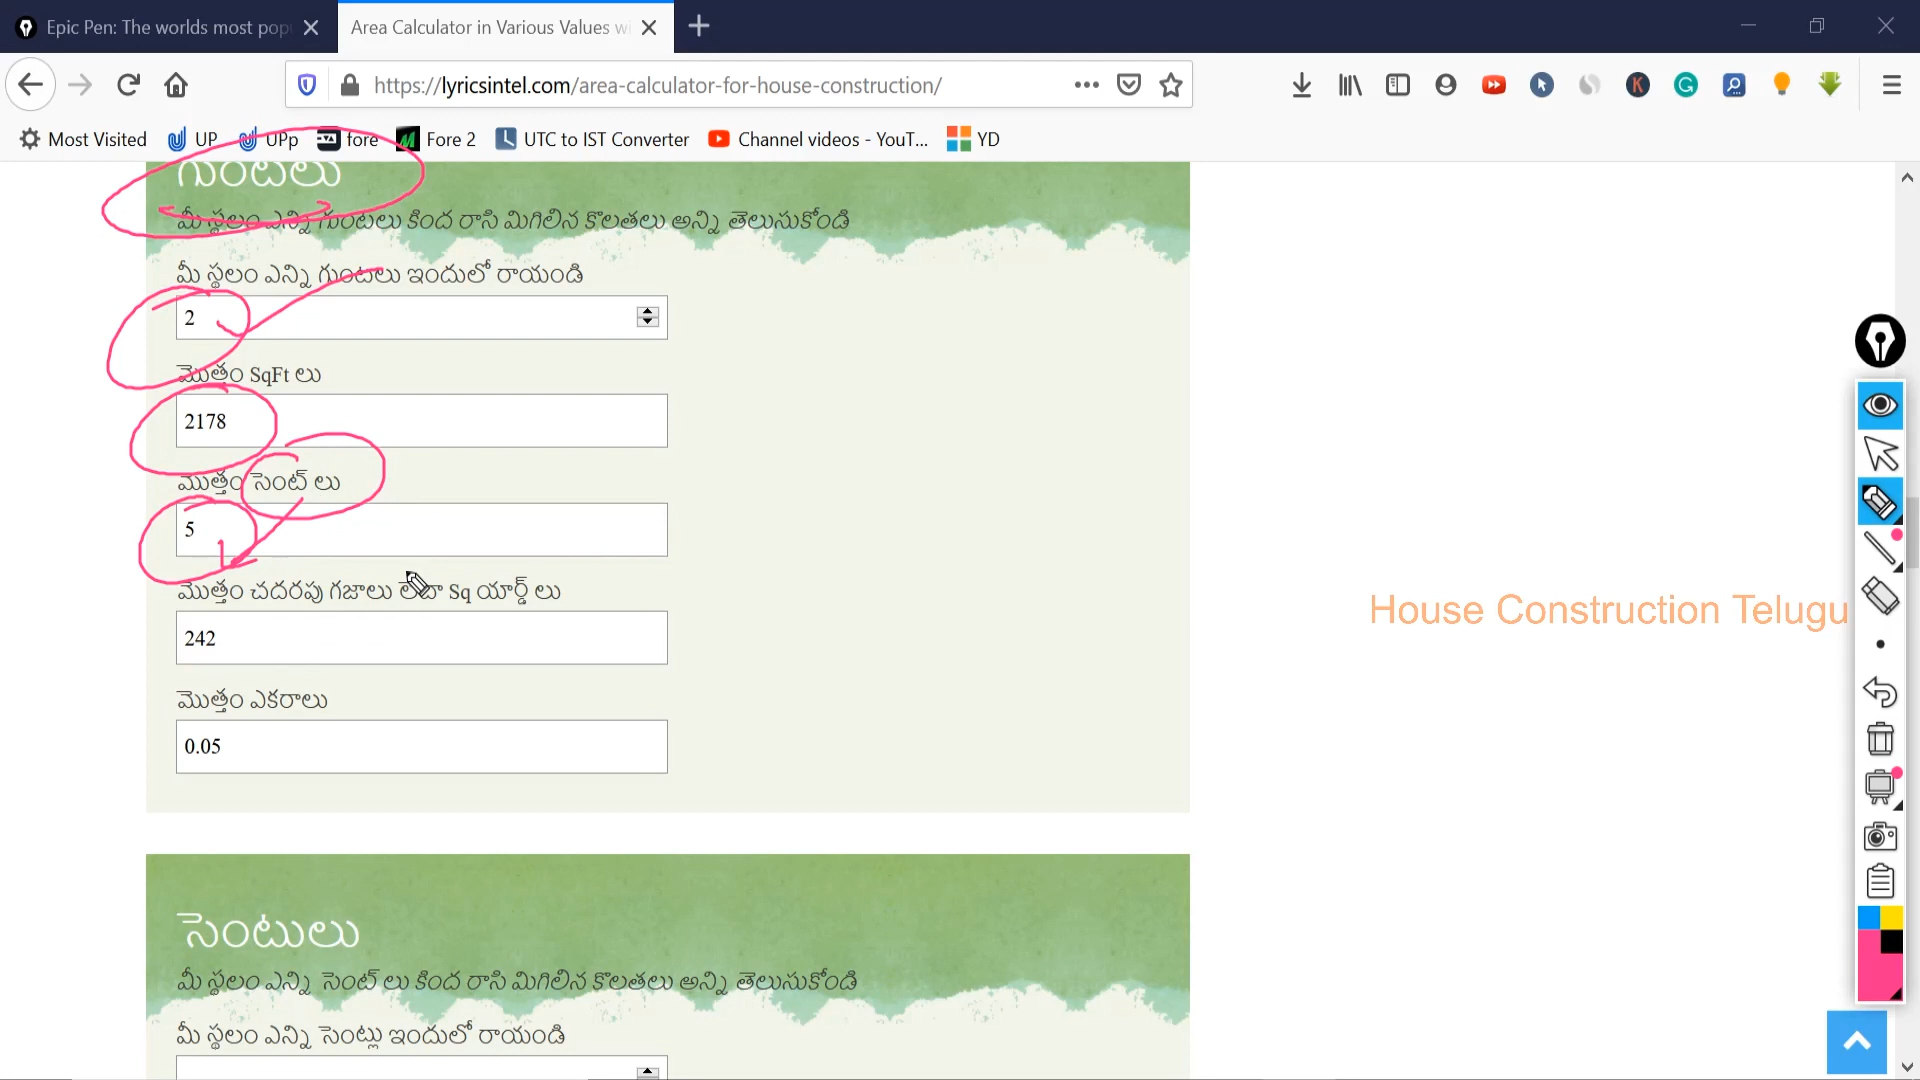 Epic Pen: The worlds most pop
Area Calculator in Various Values w
https://lyricsintel.com/area-calculator-for-house-construction/
Most Visited
UP
UPp
fore
Fore 2
UTC to IST Converter
Channel videos - YouT...
YD
గుంటలు
మీ స్థలం ఎన్ని గుంటలు కింద రాసి మిగిలిన కొలతలు అన్ని తెలుసుకోండి
మీ స్థలం ఎన్ని గుంటలు ఇందులో రాయండి
2
మొత్తం SqFt లు
2178
మొత్తం సెంట్ లు
5
మొత్తం చదరపు గజాలు లేదా Sq యార్డ్ లు
242
మొత్తం ఎకరాలు
0.05
House Construction Telugu
సెంటులు
మీ స్థలం ఎన్ని సెంట్ లు కింద రాసి మిగిలిన కొలతలు అన్ని తెలుసుకోండి
మీ స్థలం ఎన్ని సెంట్లు ఇందులో రాయండి